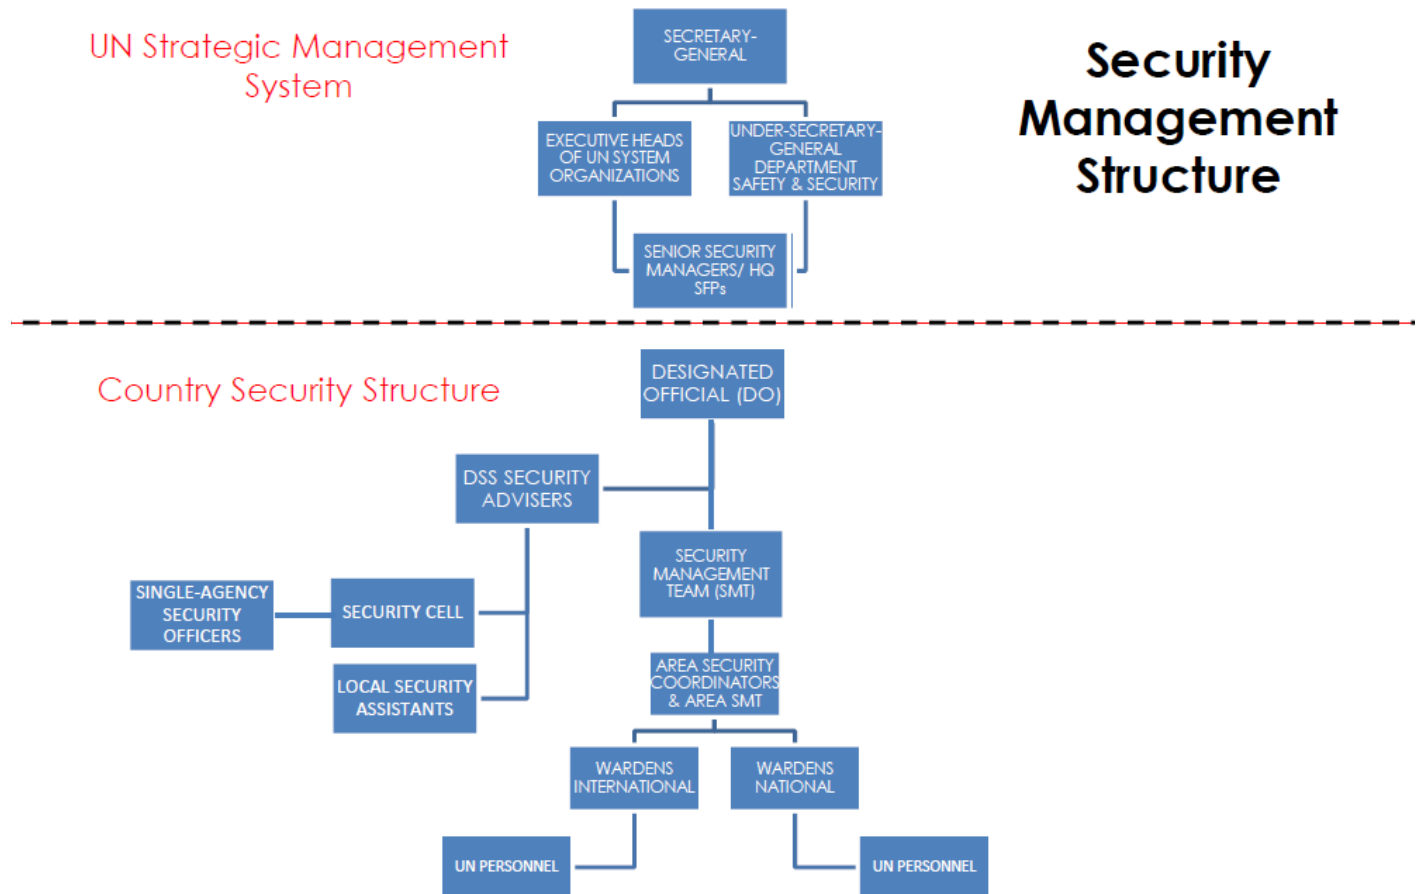 UN Strategic Management
System
SECRETARY-
GENERAL
Security
Management
Structure
EXECUTIVE HEADS
OF UN SYSTEM
ORGANIZATIONS
UNDER-SECRETARY-
GENERAL
DEPARTMENT
SAFETY & SECURITY
SENIOR SECURITY
MANAGERS/ HQ
SFPs
Country Security Structure
DESIGNATED
OFFICIAL (DO)
DSS SECURITY
ADVISERS
SECURITY
MANAGEMENT
TEAM (SMT)
SINGLE-AGENCY
SECURITY
OFFICERS
SECURITY CELL
LOCAL SECURITY
ASSISTANTS
AREA SECURITY
COORDINATORS
& AREA SMT
WARDENS
INTERNATIONAL
WARDENS
NATIONAL
UN PERSONNEL
UN PERSONNEL